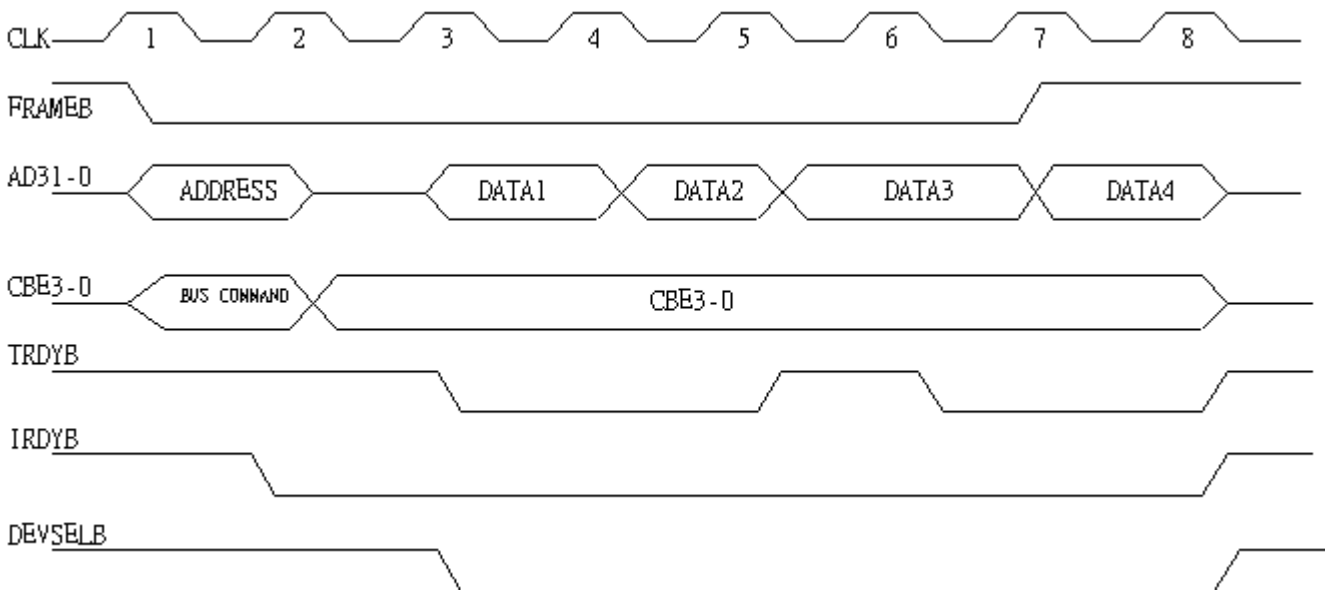 CLK 1 2 3 4 5 6 7 8
FRAMEB
AD31-0 ADDRESS DATA1 DATA2 DATA3 DATA4
CBE3-0 BUS COMMAND CBE3-0
TRDYB
IRDYB
DEVSELB